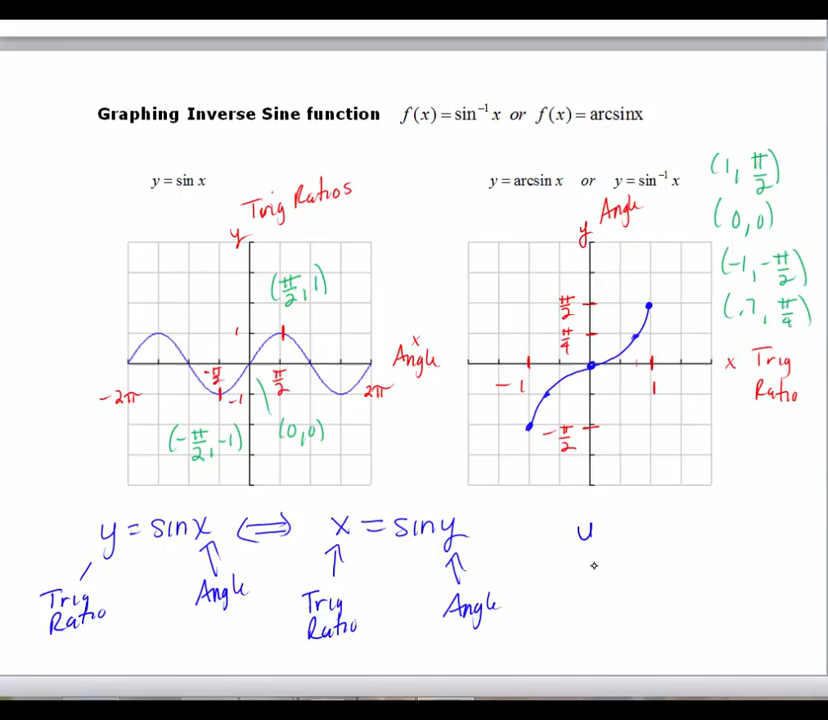 Graphing Inverse Sine function f(x) = sin⁻¹ x or f(x) = arcsinx
y = sin x
Trig Ratios
y
(π/2, 1)
1
x
Angle
-π/2
π/2
-2π
-1
2π
(-π/2, -1)
(0,0)
y = arcsin x or y = sin⁻¹ x
Angle
y
(1, π/2)
(0,0)
(-1, -π/2)
(.7, π/4)
π/2
π/4
x Trig
Ratio
-1
1
-π/2
y = sinx ⟺ x = siny
Trig
Ratio
Angle
Trig
Ratio
Angle